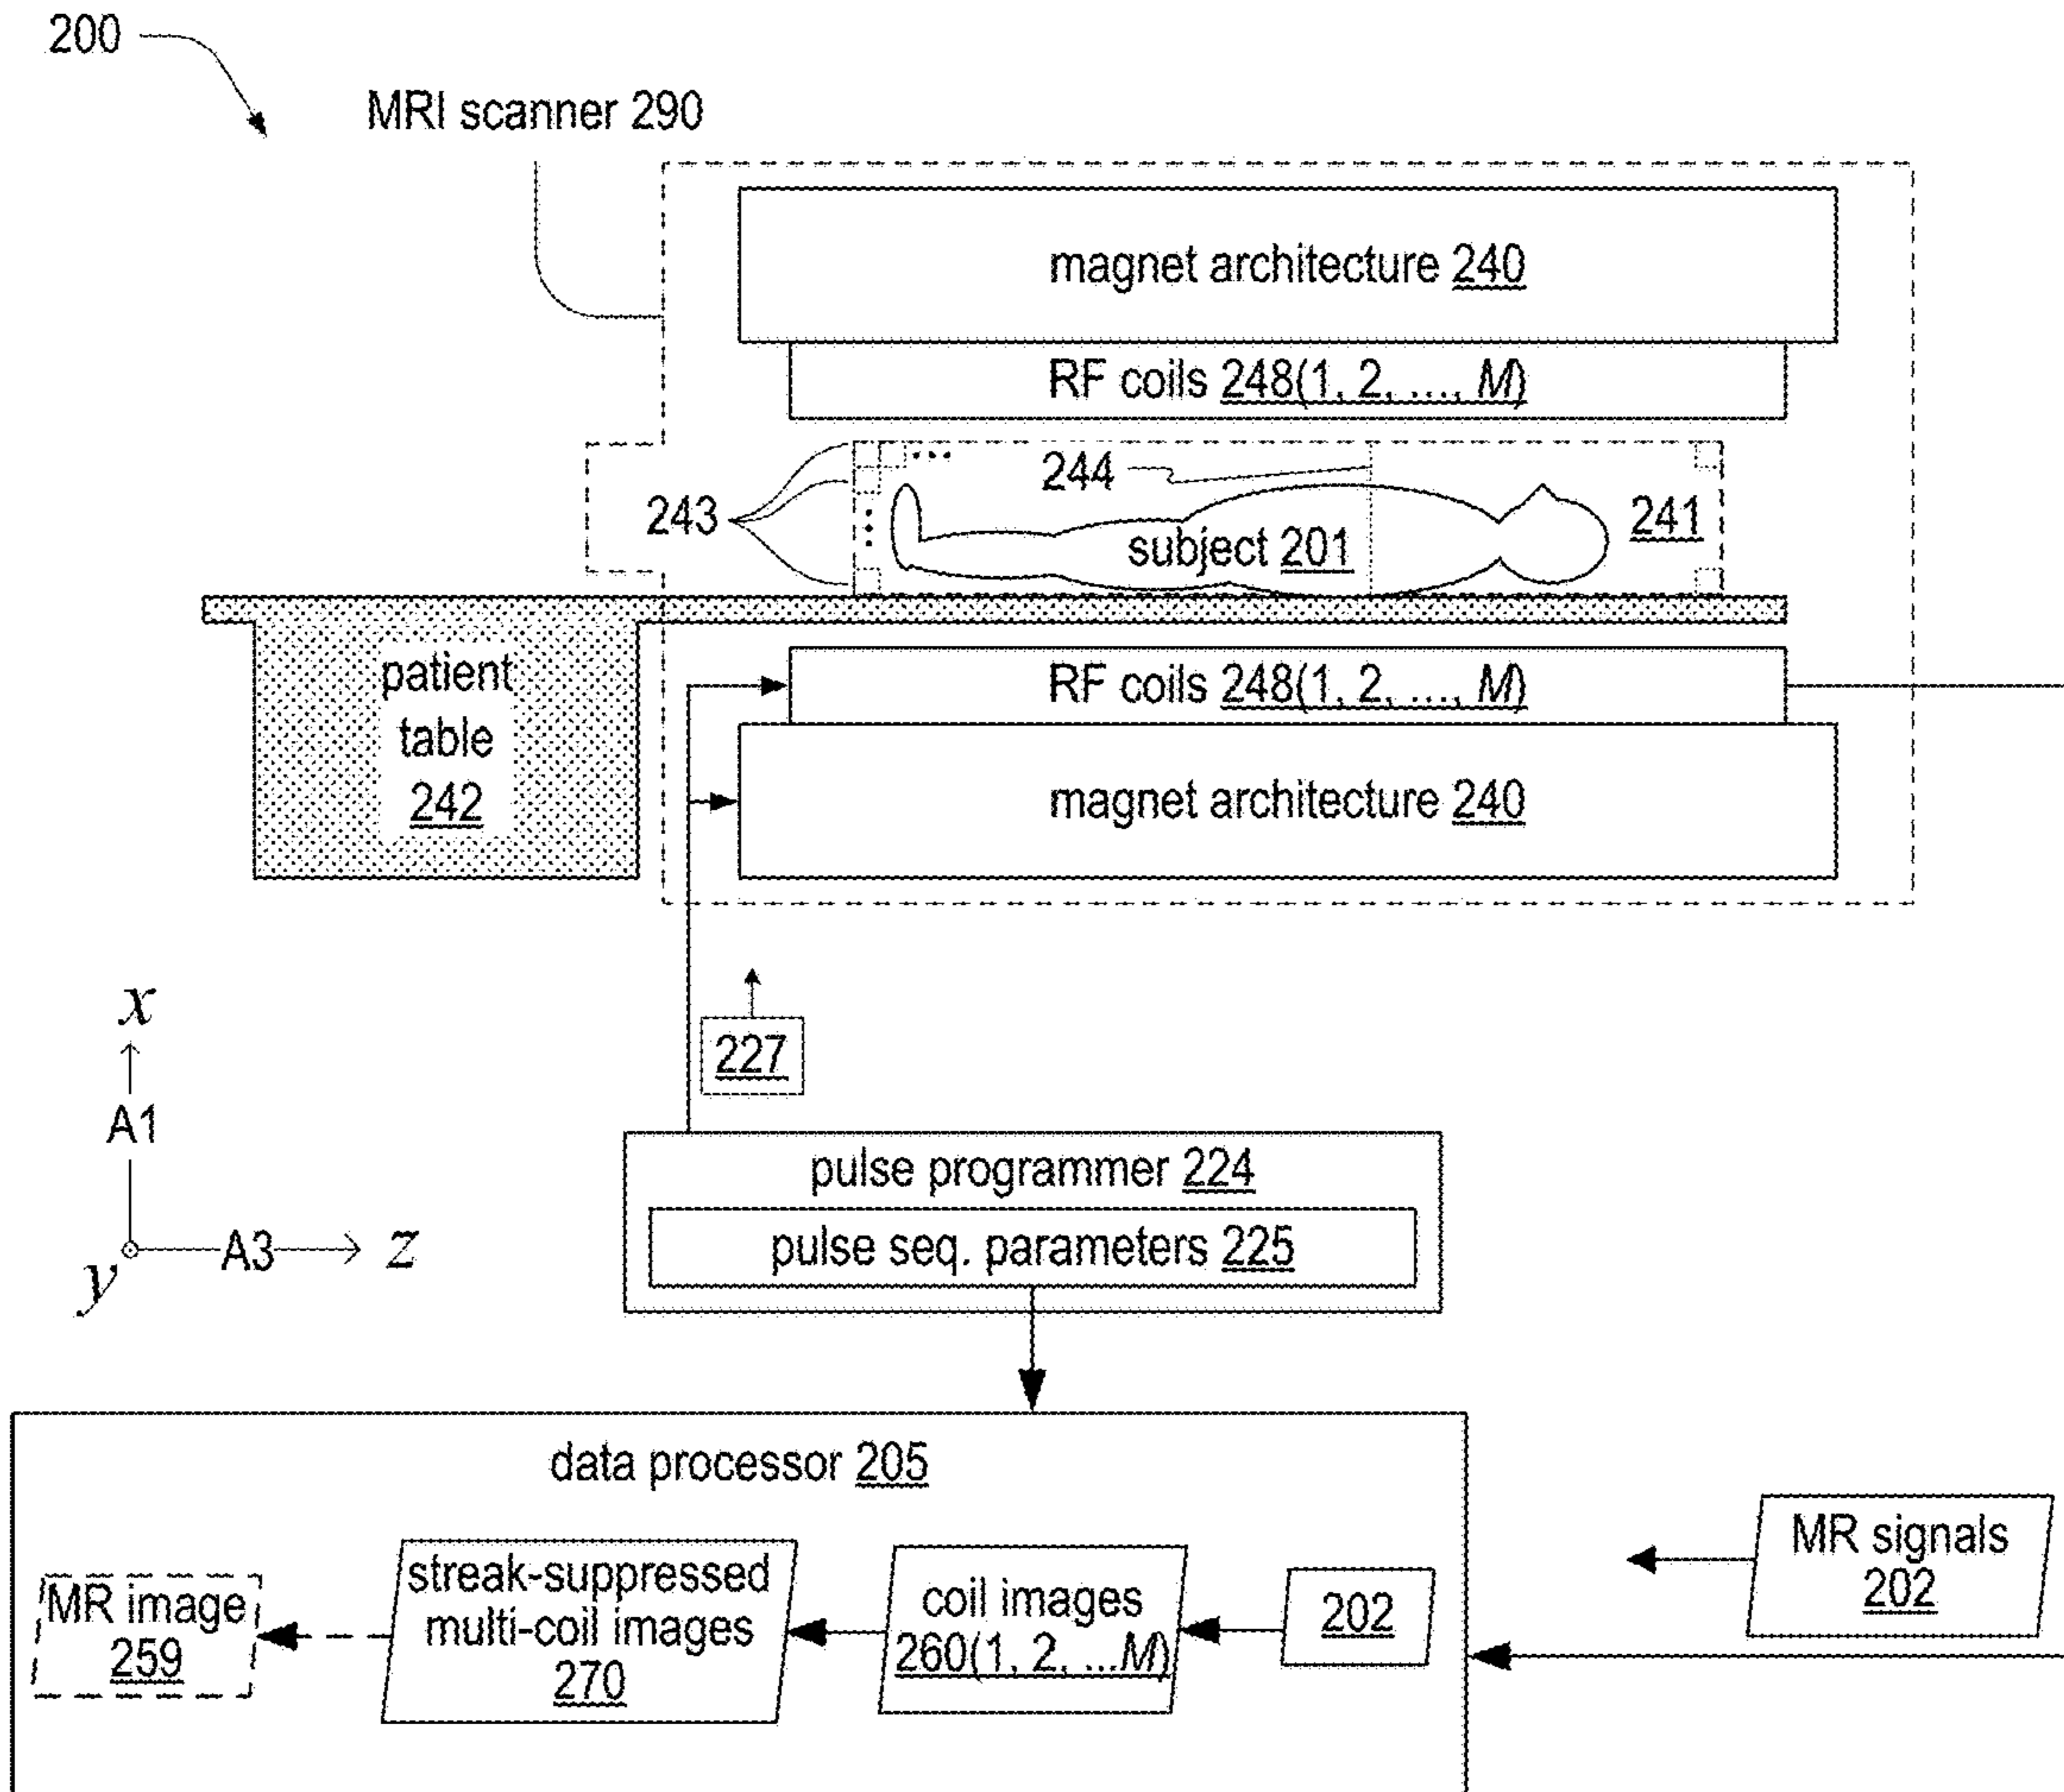 200
MRI scanner 290
magnet architecture 240
RF coils 248(1, 2, ..., M)
244
243
241
subject 201
patient
table
242
RF coils 248(1, 2, ..., M)
magnet architecture 240
x
A1
y
A3
z
227
pulse programmer 224
pulse seq. parameters 225
data processor 205
MR image
259
streak-suppressed
multi-coil images
270
coil images
260(1, 2, ...M)
202
MR signals
202